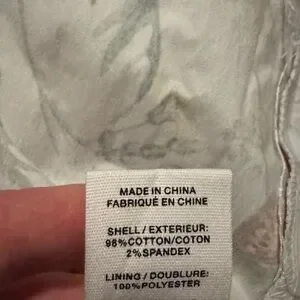 MADE IN CHINA
FABRIQUÉ EN CHINE
SHELL / EXTERIEUR:
98%COTTON/COTON
2%SPANDEX
LINING / DOUBLURE:
100%POLYESTER